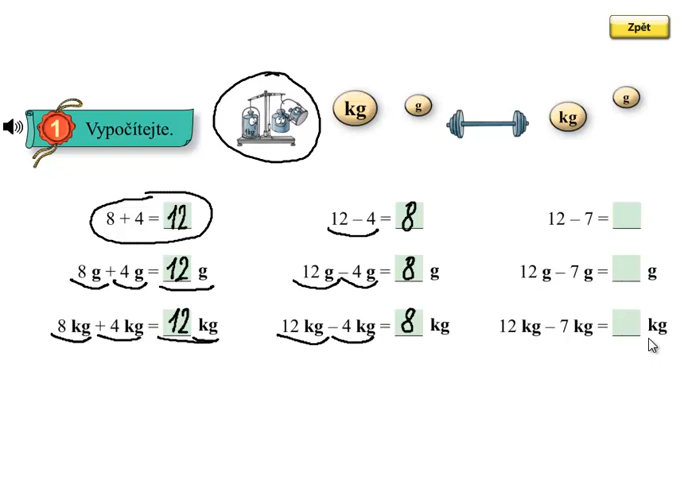 Zpět
kg g kg g
1 Vypočítejte.
8 + 4 = 12
12 – 4 = 8
12 – 7 =
8 g + 4 g = 12 g
12 g – 4 g = 8 g
12 g – 7 g = g
8 kg + 4 kg = 12 kg
12 kg – 4 kg = 8 kg
12 kg – 7 kg = kg